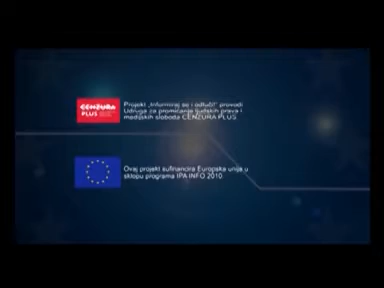 CENZURA
PLUS
Projekt „Informiraj se i odluči!" provodi
Udruga za promicanje ljudskih prava i
medijskih sloboda CENZURA PLUS
Ovaj projekt sufinancira Europska unija u
sklopu programa IPA INFO 2010